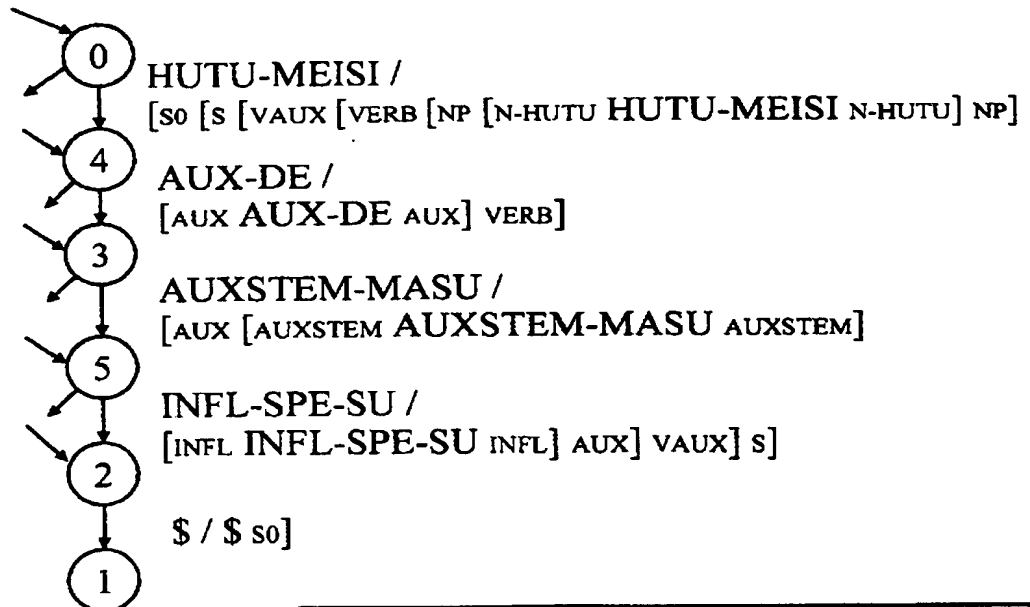 0
HUTU-MEISI /
[S0 [S [VAUX [VERB [NP [N-HUTU HUTU-MEISI N-HUTU] NP]
4
AUX-DE /
[AUX AUX-DE AUX] VERB]
3
AUXSTEM-MASU /
[AUX [AUXSTEM AUXSTEM-MASU AUXSTEM]
5
INFL-SPE-SU /
[INFL INFL-SPE-SU INFL] AUX] VAUX] S]
2
$ / $ S0]
1